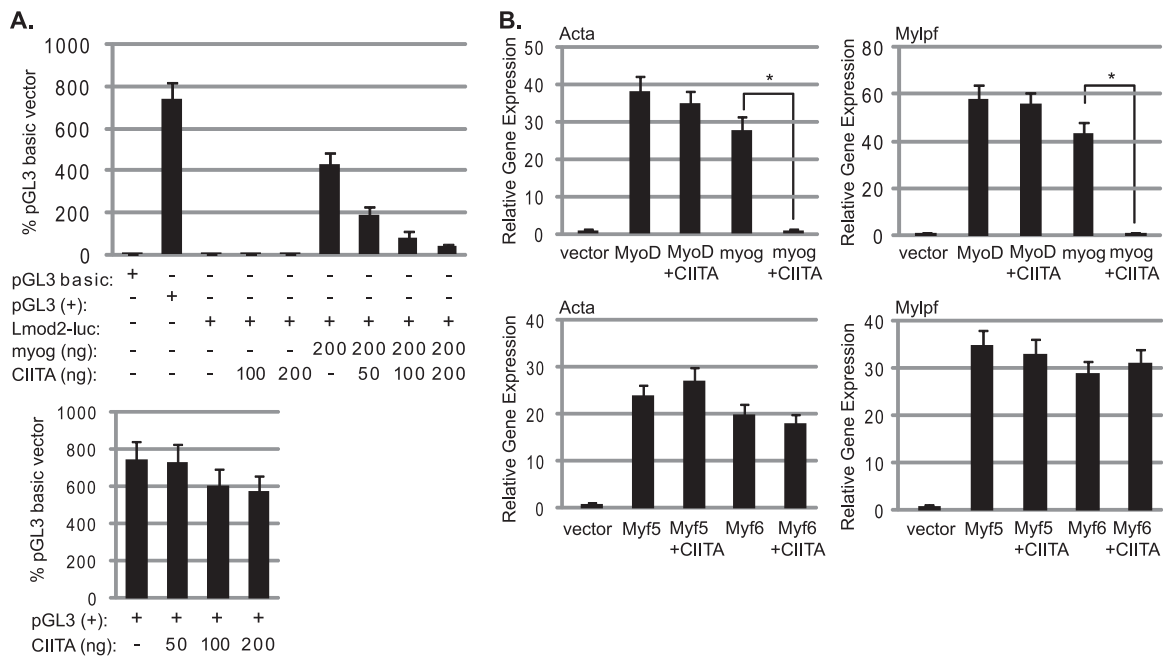 A.
1000
800
600
400
200
0
% pGL3 basic vector
pGL3 basic: + - - - - - - - -
pGL3 (+): - + - - - - - - -
Lmod2-luc: - - + + + + + + +
myog (ng): - - - - - 200 200 200 200
CIITA (ng): - - - 100 200 - 50 100 200
1000
800
600
400
200
0
% pGL3 basic vector
pGL3 (+): + + + +
CIITA (ng): - 50 100 200
B.
Acta
Relative Gene Expression
50
40
30
20
10
0
*
vector MyoD MyoD myog myog
+CIITA +CIITA
Mylpf
Relative Gene Expression
80
60
40
20
0
*
vector MyoD MyoD myog myog
+CIITA +CIITA
Acta
Relative Gene Expression
40
30
20
10
0
vector Myf5 Myf5 Myf6 Myf6
+CIITA +CIITA
Mylpf
Relative Gene Expression
40
30
20
10
0
vector Myf5 Myf5 Myf6 Myf6
+CIITA +CIITA